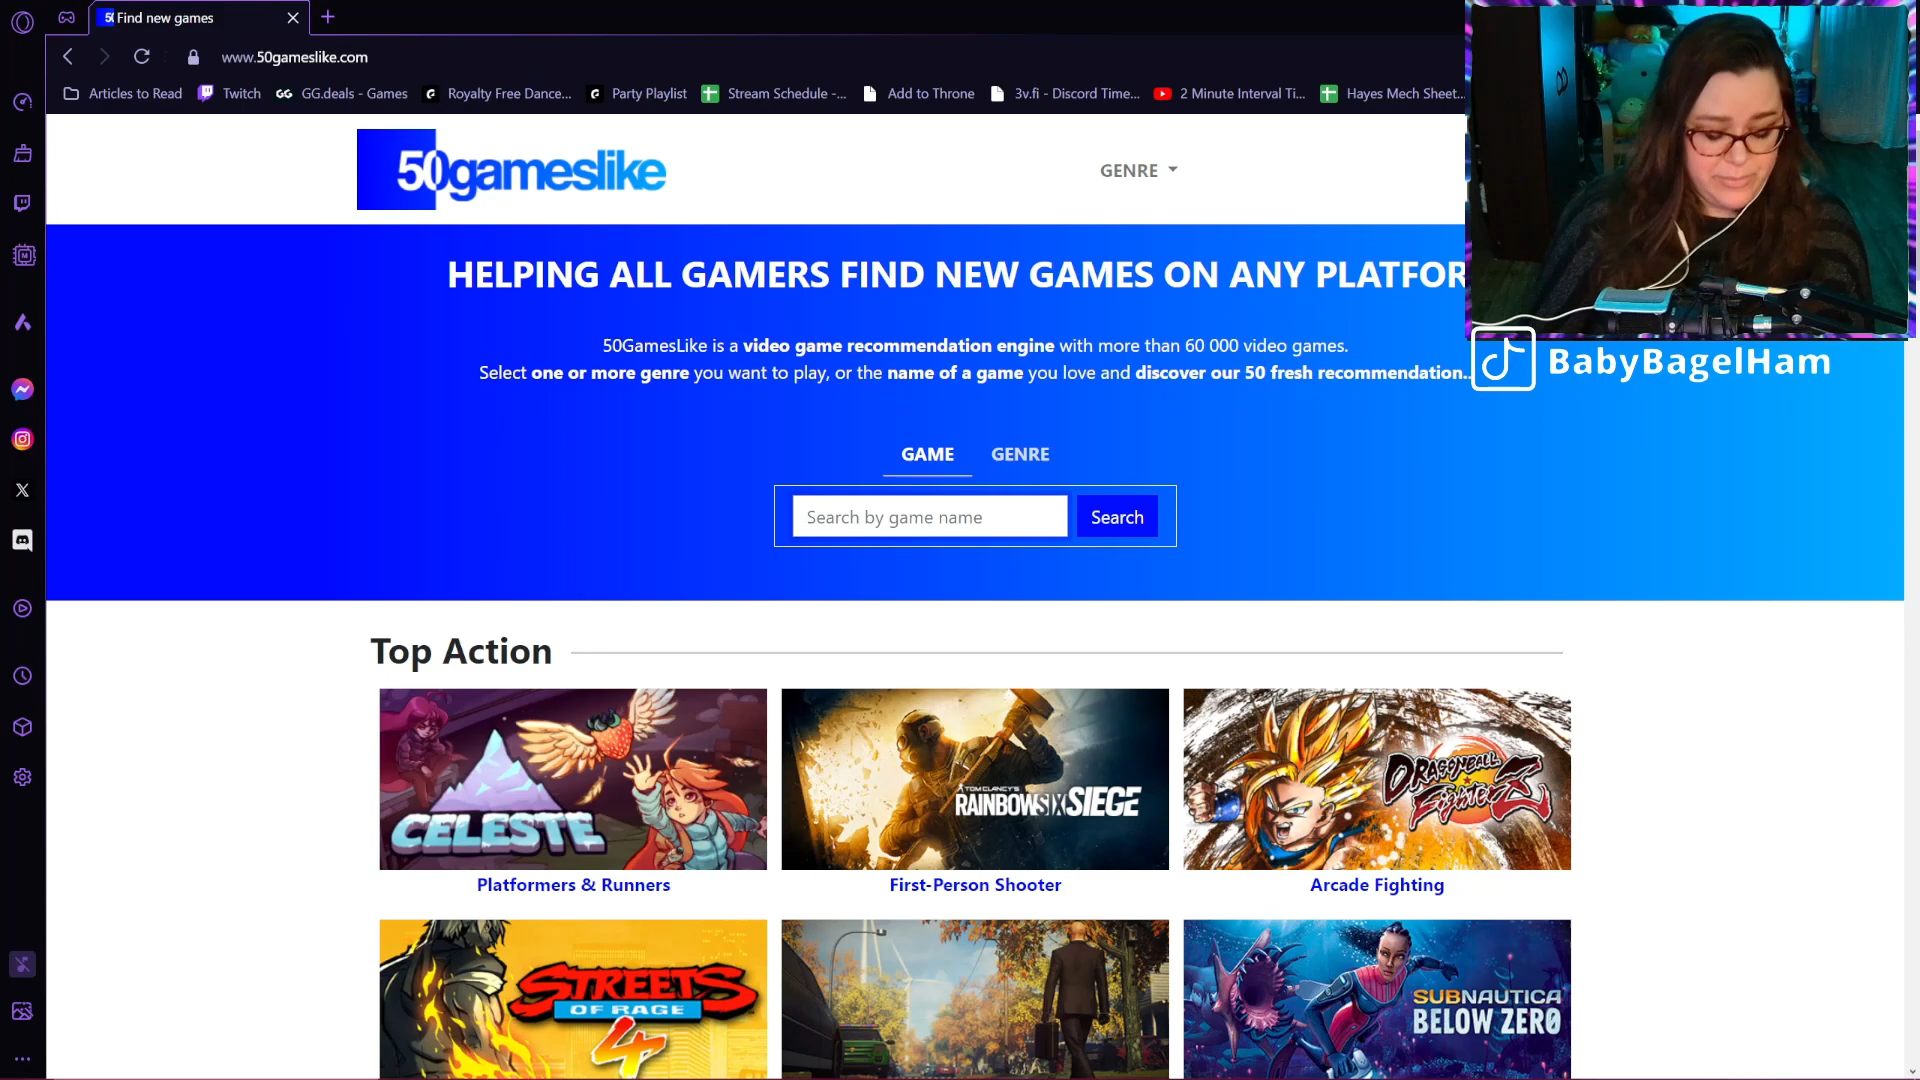 Find new games
www.50gameslike.com
Articles to Read
Twitch
GG.deals - Games
Royalty Free Dance...
Party Playlist
Stream Schedule -...
Add to Throne
3v.fi - Discord Time...
2 Minute Interval Ti...
Hayes Mech Sheet...
50gameslike
GENRE
HELPING ALL GAMERS FIND NEW GAMES ON ANY PLATFOR
50GamesLike is a video game recommendation engine with more than 60 000 video games.
Select one or more genre you want to play, or the name of a game you love and discover our 50 fresh recommendation..
BabyBagelHam
GAME
GENRE
Search by game name
Search
Top Action
CELESTE
TOM CLANCY'S
RAINBOWSIX SIEGE
DRAGONBALL
FighterZ
Platformers & Runners
First-Person Shooter
Arcade Fighting
STREETS
OF RAGE
4
SUBNAUTICA
BELOW ZERO